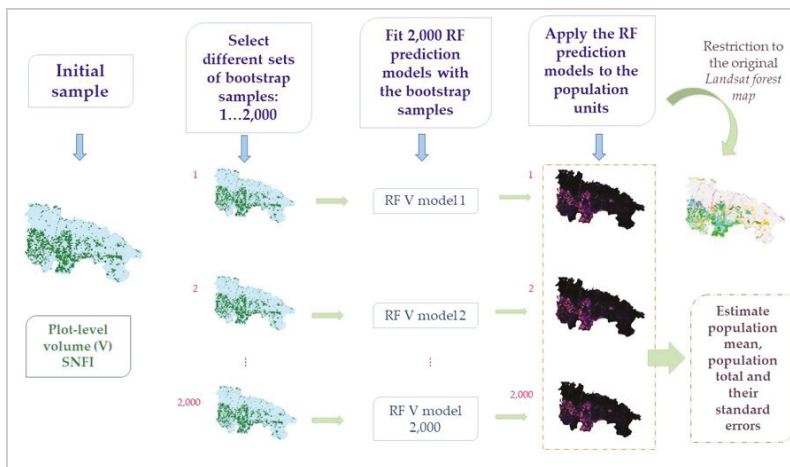 Initial
sample
Select
different sets
of bootstrap
samples:
1...2,000
Fit 2,000 RF
prediction
models with
the bootstrap
samples
Apply the RF
prediction
models to the
population
units
Restriction to
the original
Landsat forest
map
1
RF V model 1
1
2
RF V model 2
2
⋮
⋮
2,000
RF V model
2,000
2,000
Plot-level
volume (V)
SNFI
Estimate
population
mean,
population
total and
their
standard
errors